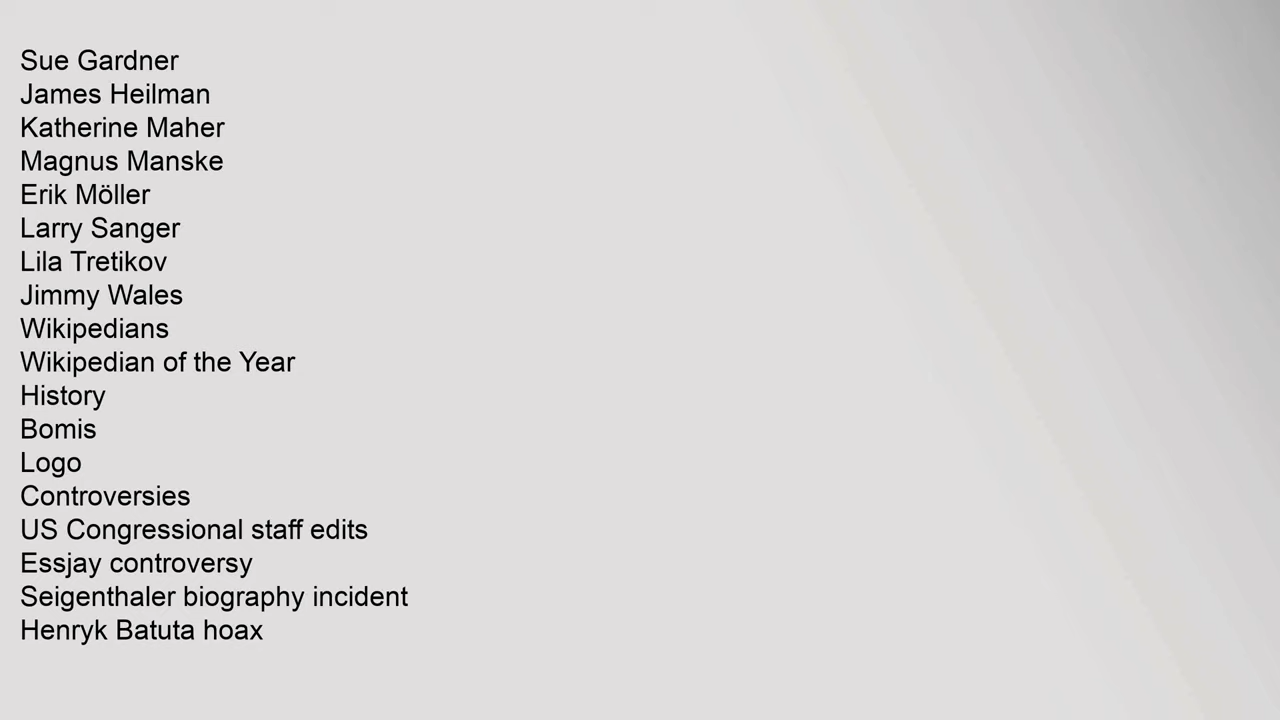 Sue Gardner
James Heilman
Katherine Maher
Magnus Manske
Erik Möller
Larry Sanger
Lila Tretikov
Jimmy Wales
Wikipedians
Wikipedian of the Year
History
Bomis
Logo
Controversies
US Congressional staff edits
Essjay controversy
Seigenthaler biography incident
Henryk Batuta hoax